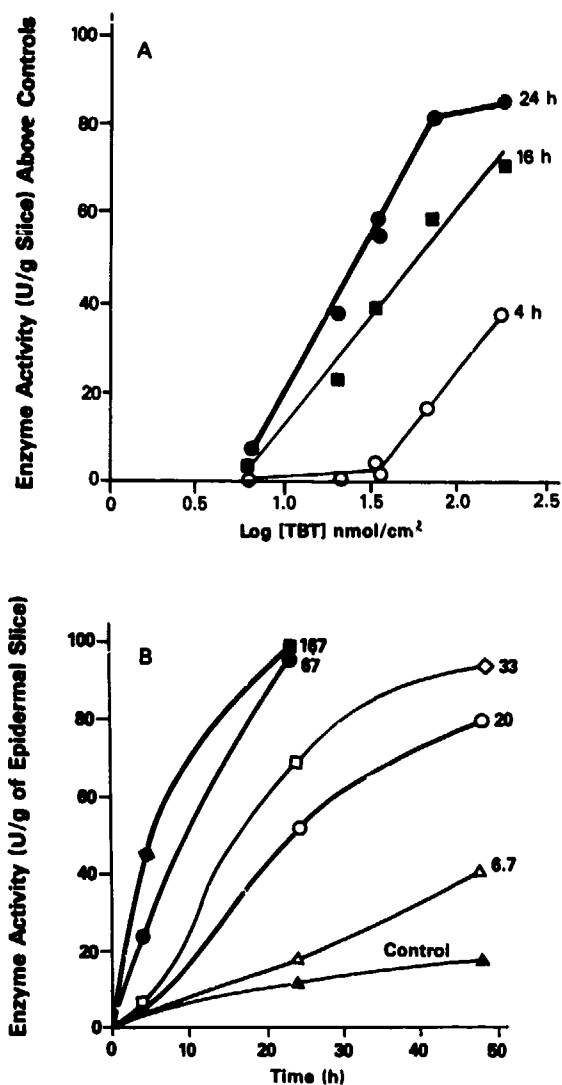 A
Enzyme Activity (U/g Slice) Above Controls
100
80
60
40
20
0
0
0.5
1.0
1.5
2.0
2.5
24 h
16 h
4 h
Log [TBT] nmol/cm²
B
Enzyme Activity (U/g of Epidermal Slice)
100
80
60
40
20
0
0
10
20
30
40
50
167
67
33
20
6.7
Control
Time (h)